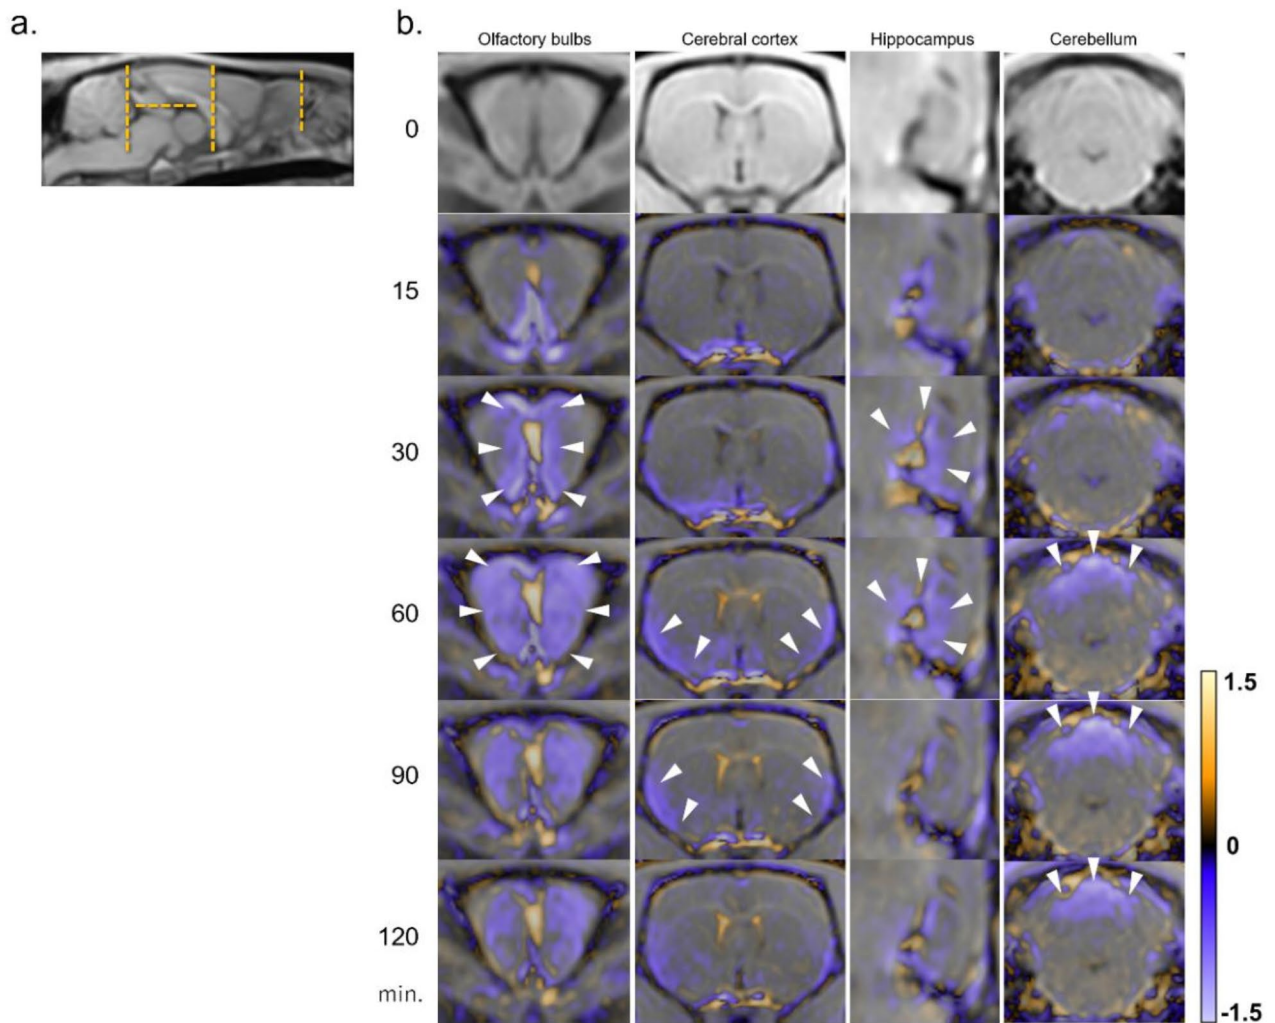 a.
b.
Olfactory bulbs
Cerebral cortex
Hippocampus
Cerebellum
0
15
30
60
90
120
min.
1.5
0
-1.5